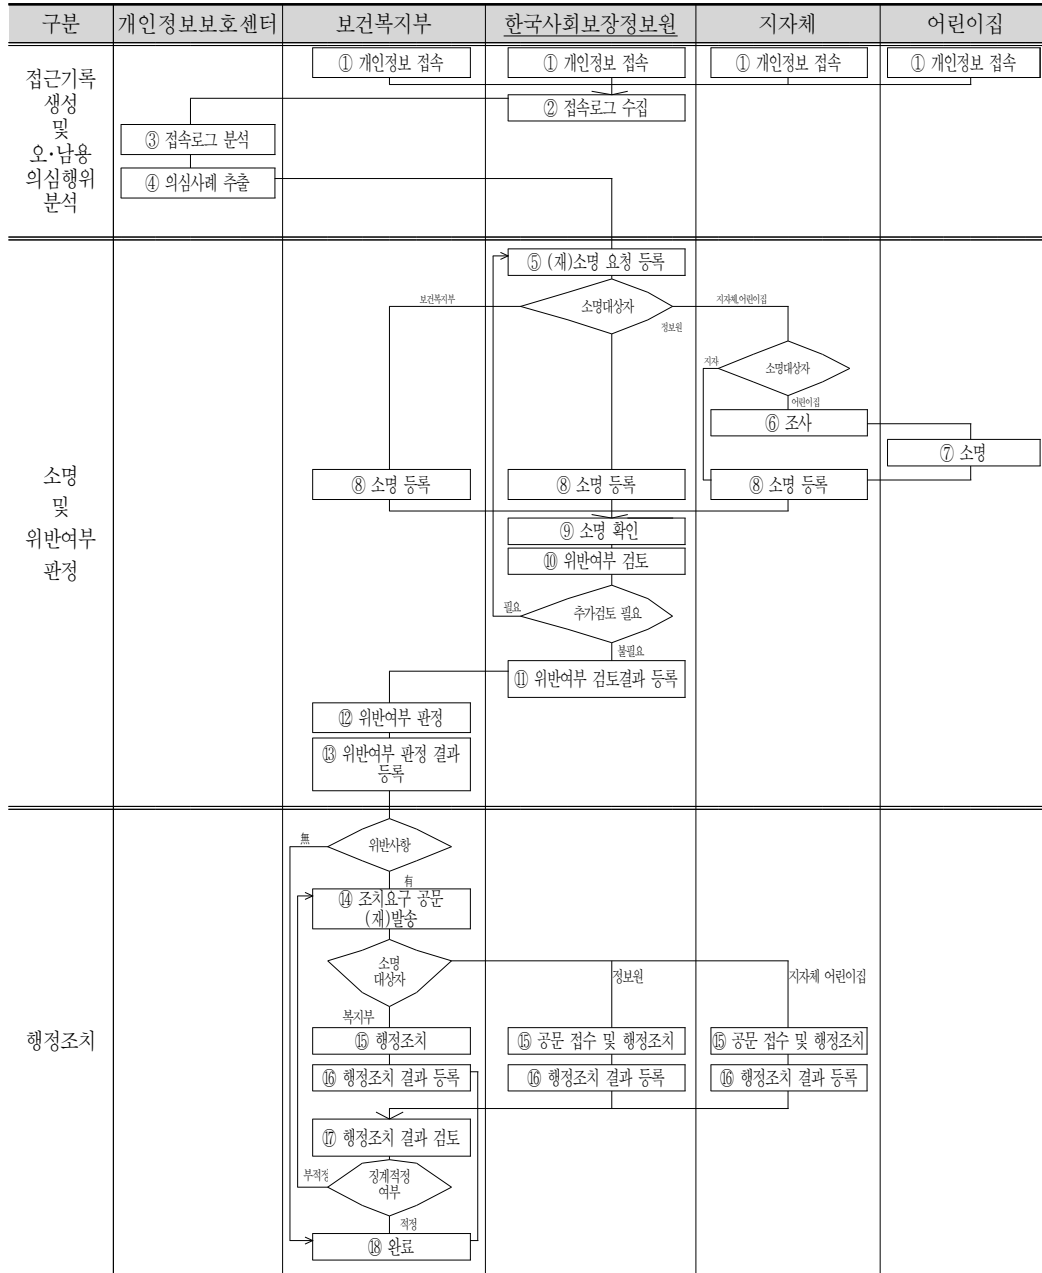 구분
개인정보보호센터
보건복지부
한국사회보장정보원
지자체
어린이집
접근기록
생성
및
오·남용
의심행위
분석
① 개인정보 접속
① 개인정보 접속
① 개인정보 접속
① 개인정보 접속
② 접속로그 수집
③ 접속로그 분석
④ 의심사례 추출
소명
및
위반여부
판정
⑤ (재)소명 요청 등록
보건복지부
소명대상자
지자체,어린이집
정보원
지자
소명대상자
어린이집
⑥ 조사
⑦ 소명
⑧ 소명 등록
⑧ 소명 등록
⑧ 소명 등록
⑨ 소명 확인
⑩ 위반여부 검토
필요
추가검토 필요
불필요
⑪ 위반여부 검토결과 등록
⑫ 위반여부 판정
⑬ 위반여부 판정 결과
등록
행정조치
無
위반사항
有
⑭ 조치요구 공문
(재)발송
소명
대상자
정보원
지자체 어린이집
복지부
⑮ 행정조치
⑮ 공문 접수 및 행정조치
⑮ 공문 접수 및 행정조치
⑯ 행정조치 결과 등록
⑯ 행정조치 결과 등록
⑯ 행정조치 결과 등록
⑰ 행정조치 결과 검토
부적정
징계적정
여부
적정
⑱ 완료